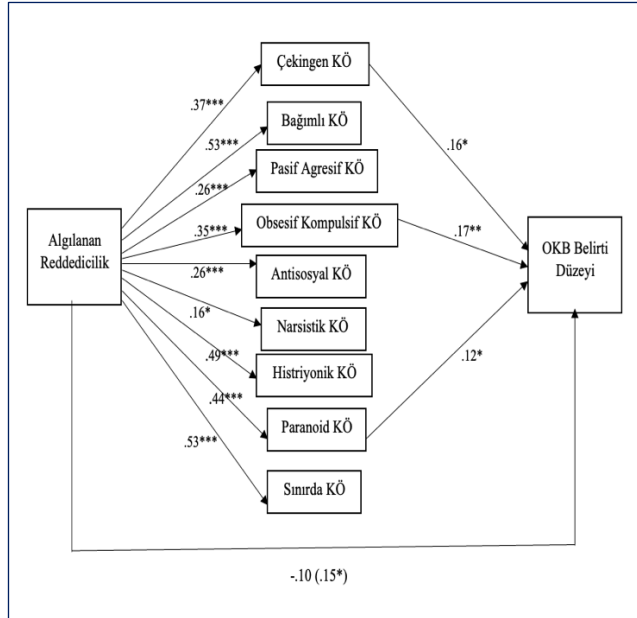 Çekingen KÖ
.37***
.16*
Bağımlı KÖ
.53***
Pasif Agresif KÖ
.26***
Algılanan
Reddedicilik
.35***
Obsesif Kompulsif KÖ
.17**
OKB Belirti
Düzeyi
.26***
Antisosyal KÖ
.16*
Narsistik KÖ
.49***
Histriyonik KÖ
.12*
.44***
Paranoid KÖ
.53***
Sınırda KÖ
-.10 (.15*)